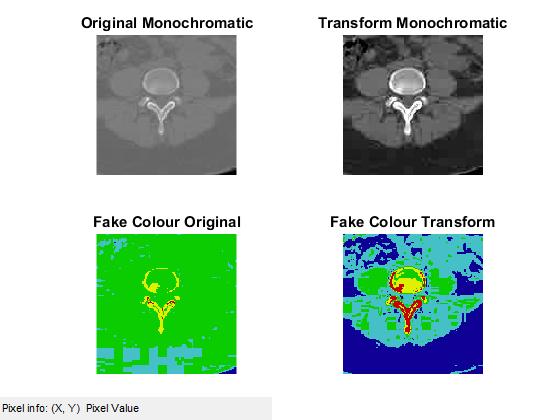 Original Monochromatic
Transform Monochromatic
Fake Colour Original
Fake Colour Transform
Pixel info: (X, Y)  Pixel Value